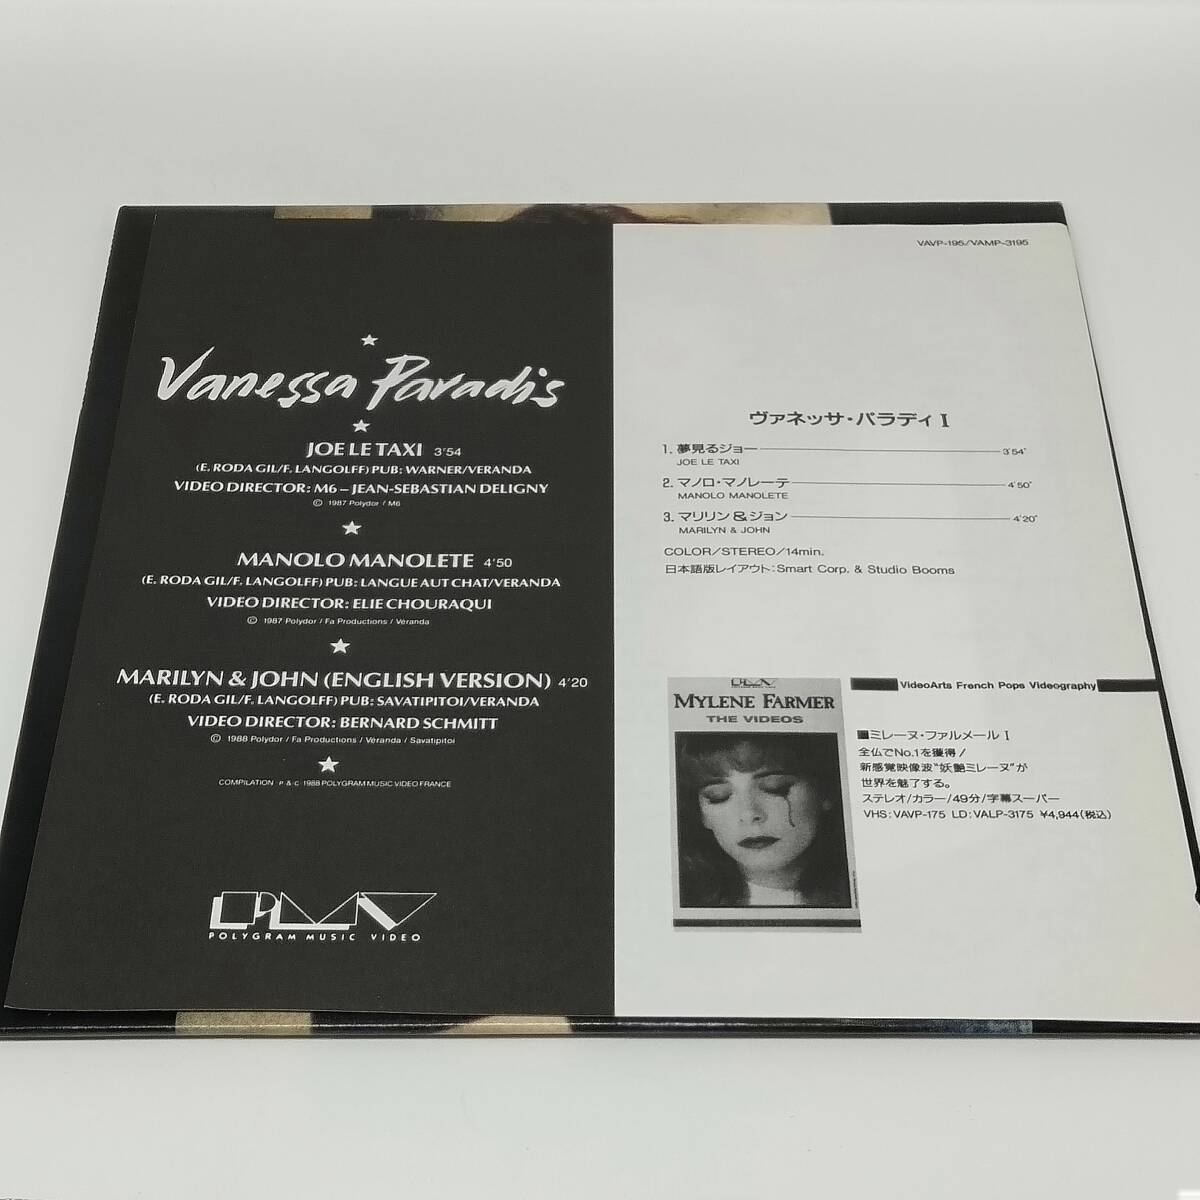 Vanessa Paradis
JOE LE TAXI 3'54
(E. RODA GIL/F. LANGOLFF) PUB: WARNER/VERANDA
VIDEO DIRECTOR: M6 – JEAN-SEBASTIAN DELIGNY
© 1987 Polydor / M6
MANOLO MANOLETE 4'50
(E. RODA GIL/F. LANGOLFF) PUB: LANGUE AUT CHAT/VERANDA
VIDEO DIRECTOR: ELIE CHOURAQUI
© 1987 Polydor / Fa Productions / Veranda
MARILYN & JOHN (ENGLISH VERSION) 4'20
(E. RODA GIL/F. LANGOLFF) PUB: SAVATIPITOI/VERANDA
VIDEO DIRECTOR: BERNARD SCHMITT
© 1988 Polydor / Fa Productions / Veranda / Savatipitoi
COMPILATION · P & C · 1988 POLYGRAM MUSIC VIDEO FRANCE
PMV
POLYGRAM MUSIC VIDEO
VAVP-195/VAMP-3195
ヴァネッサ・パラディ I
1. 夢見るジョー 3'54"
JOE LE TAXI
2. マノロ・マノレーテ 4'50"
MANOLO MANOLETE
3. マリリン&ジョン 4'20"
MARILYN & JOHN
COLOR/STEREO/14min.
日本語版レイアウト:Smart Corp. & Studio Booms
PMV
MYLENE FARMER
THE VIDEOS
VideoArts French Pops Videography
■ミレーヌ・ファルメール I
全仏でNo.1を獲得!
新感覚映像波“妖艶ミレーヌ”が
世界を魅了する。
ステレオ/カラー/49分/字幕スーパー
VHS:VAVP-175 LD:VALP-3175 ¥4,944(税込)